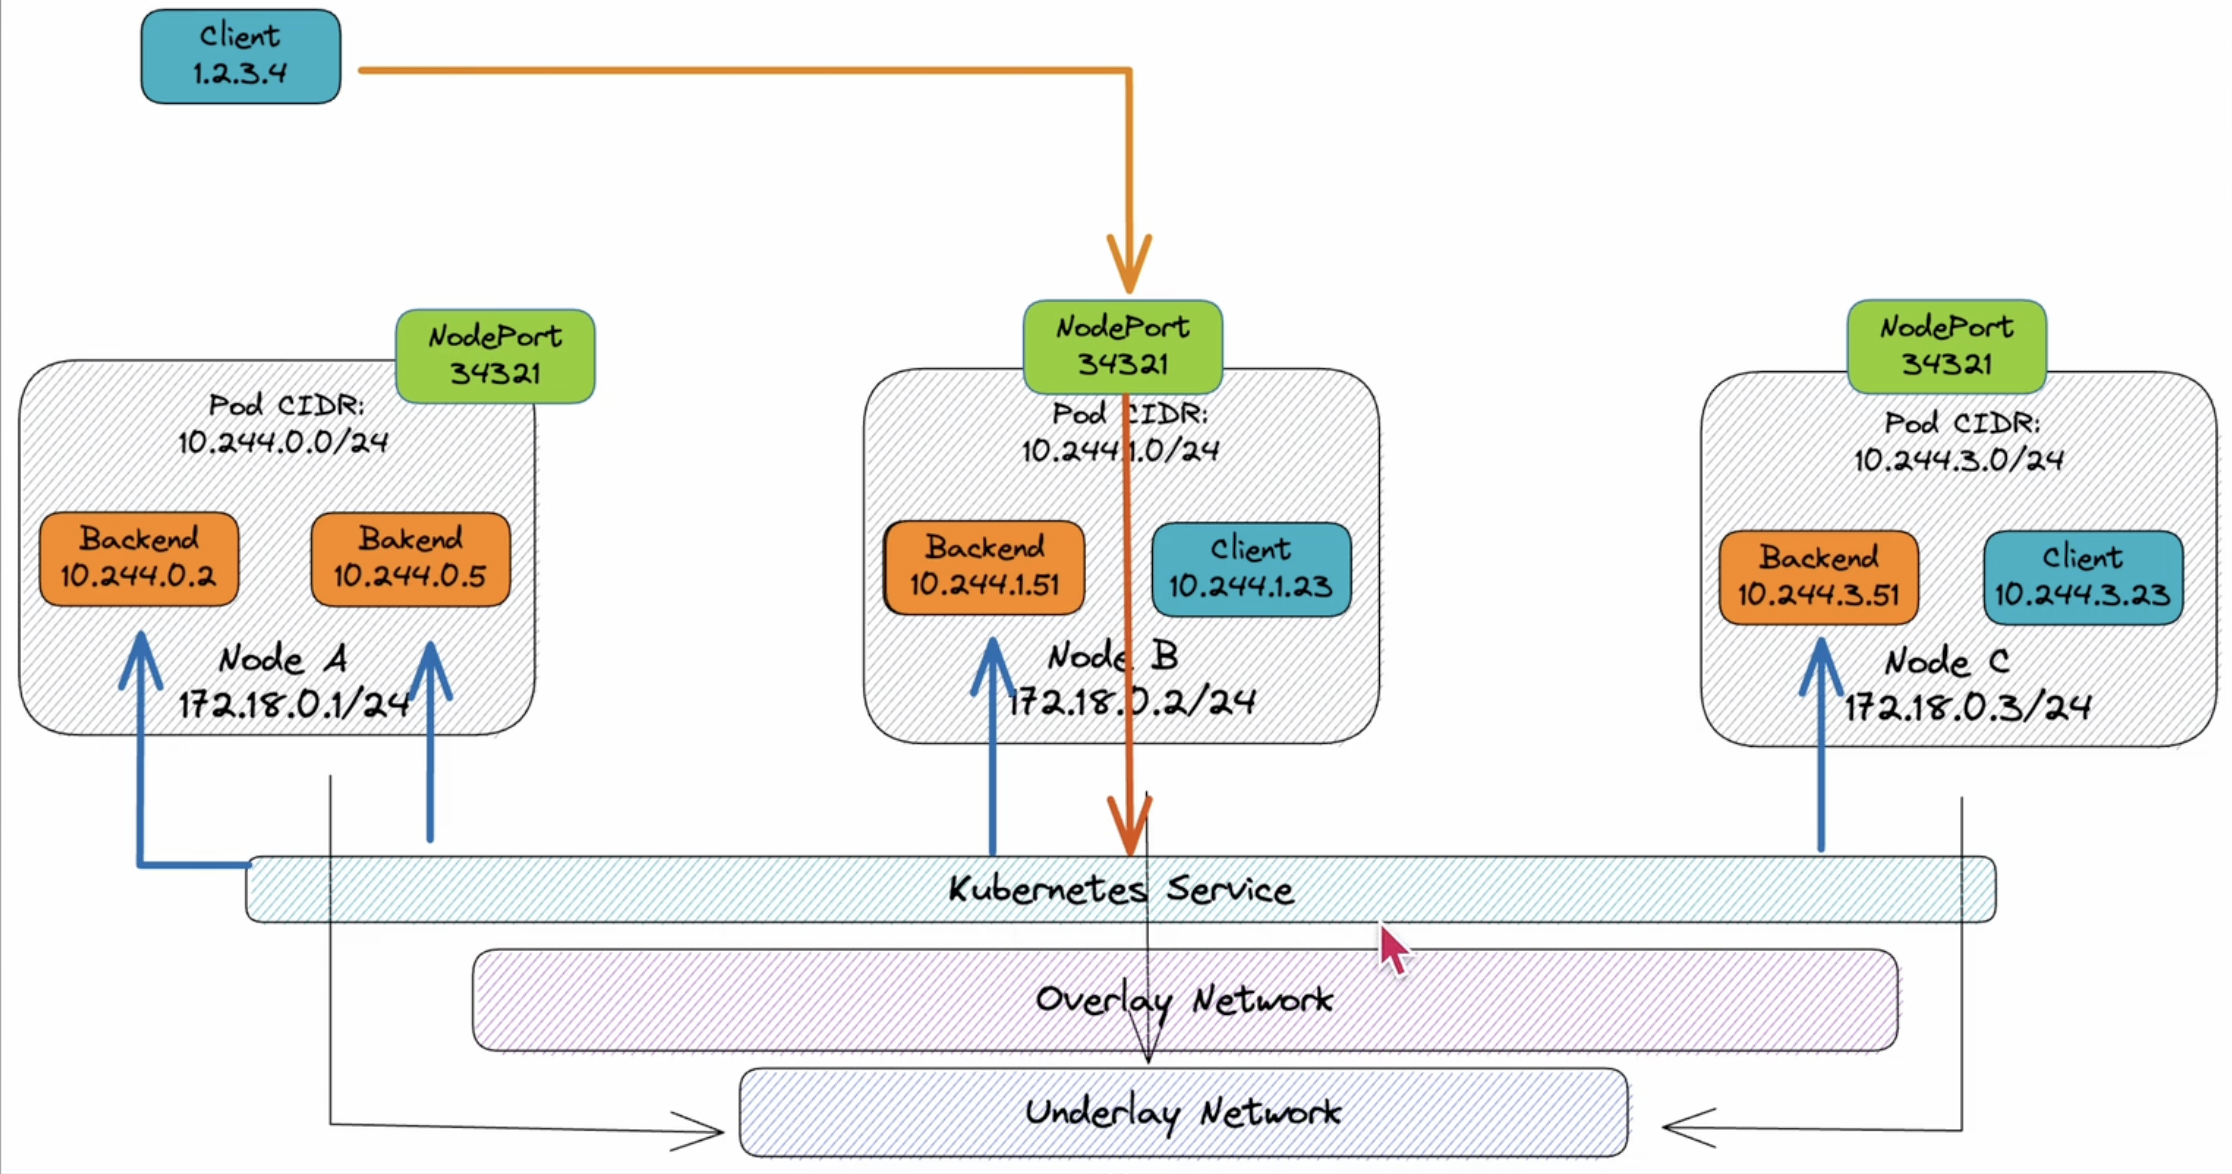 Client
1.2.3.4
NodePort
34321
Pod CIDR:
10.244.0.0/24
Backend
10.244.0.2
Bakend
10.244.0.5
Node A
172.18.0.1/24
NodePort
34321
Pod CIDR:
10.244.1.0/24
Backend
10.244.1.51
Client
10.244.1.23
Node B
172.18.0.2/24
NodePort
34321
Pod CIDR:
10.244.3.0/24
Backend
10.244.3.51
Client
10.244.3.23
Node C
172.18.0.3/24
Kubernetes Service
Overlay Network
Underlay Network